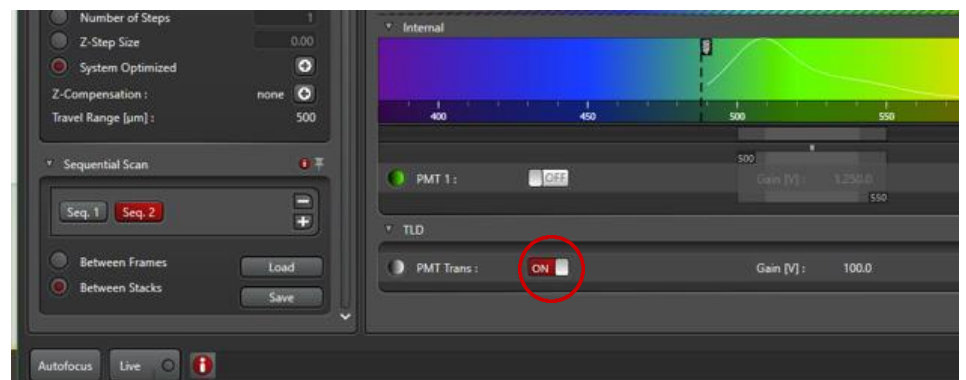 Number of Steps 1
Z-Step Size 0.00
System Optimized
Z-Compensation : none
Travel Range [µm] : 500
Sequential Scan
Seq. 1 Seq. 2
Between Frames Load
Between Stacks Save
Autofocus Live
Internal
400 450 500 550
500
PMT 1 : OFF Gain [V] : 1,250.0
550
TLD
PMT Trans : ON Gain [V] : 100.0